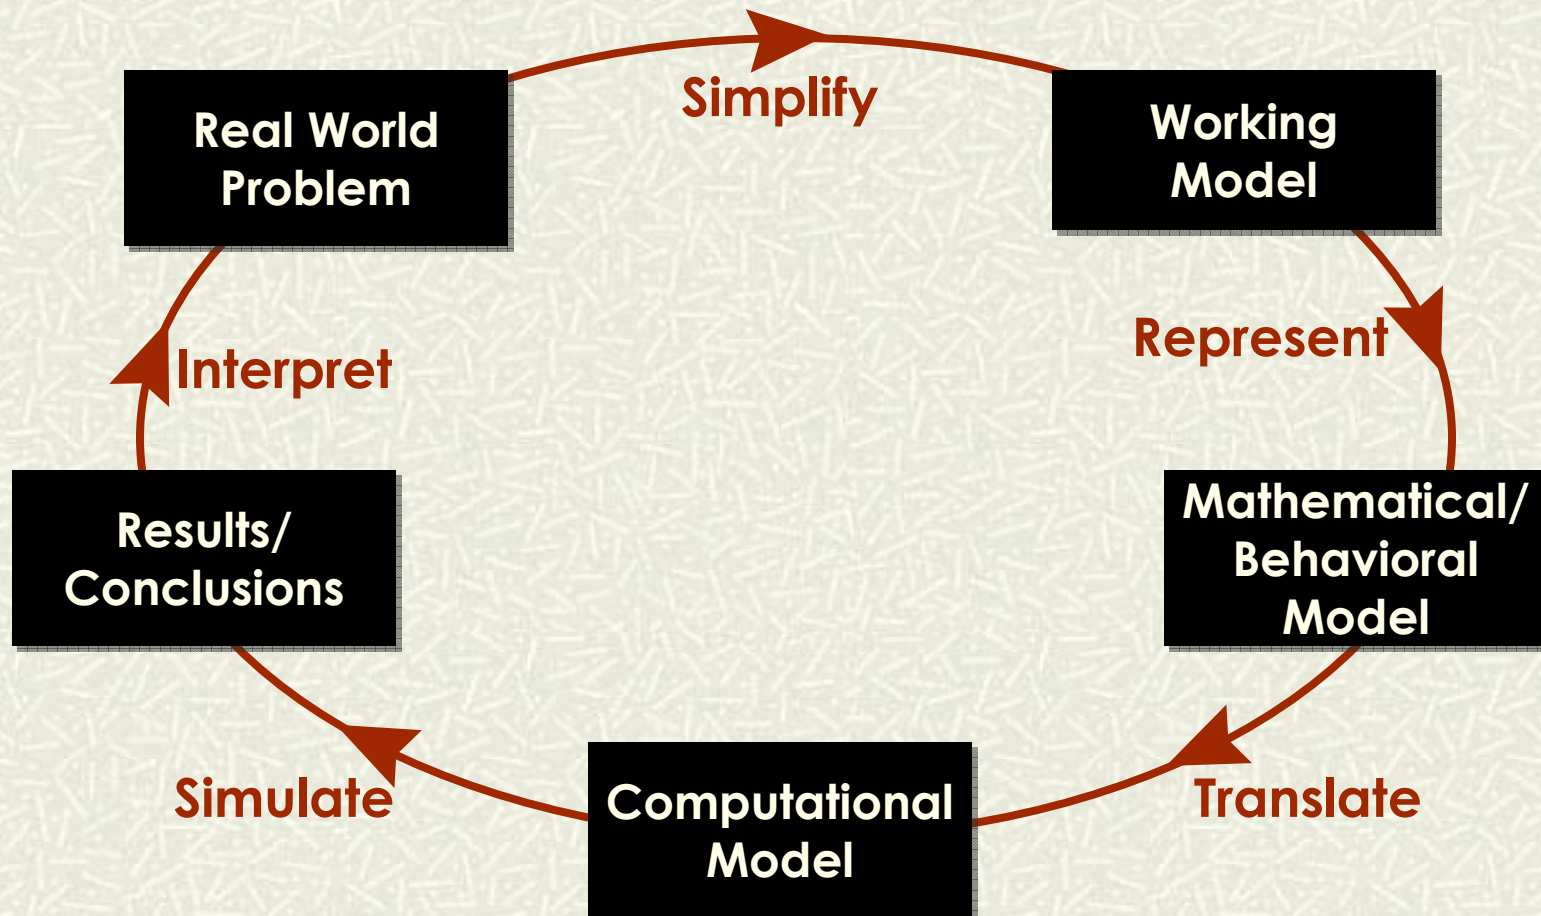 Simplify
Real World
Problem
Working
Model
Represent
Interpret
Mathematical/
Behavioral
Model
Results/
Conclusions
Translate
Simulate
Computational
Model